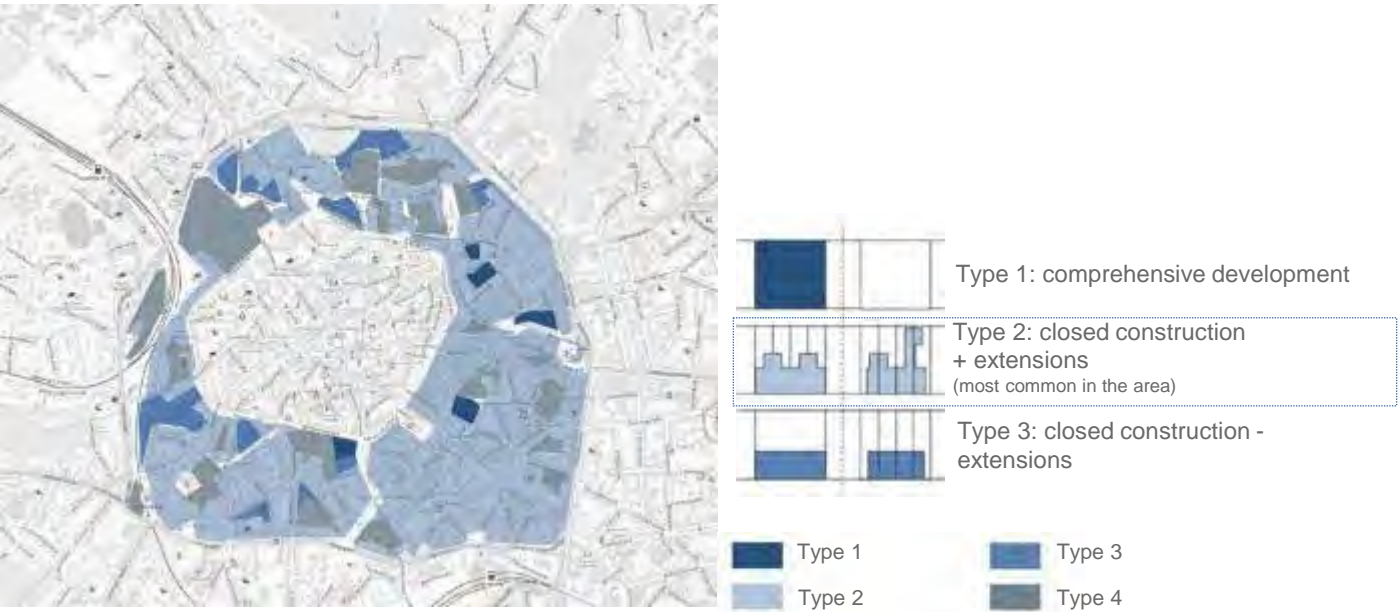 Type 1: comprehensive development
Type 2: closed construction
+ extensions
(most common in the area)
Type 3: closed construction -
extensions
Type 1
Type 3
Type 2
Type 4